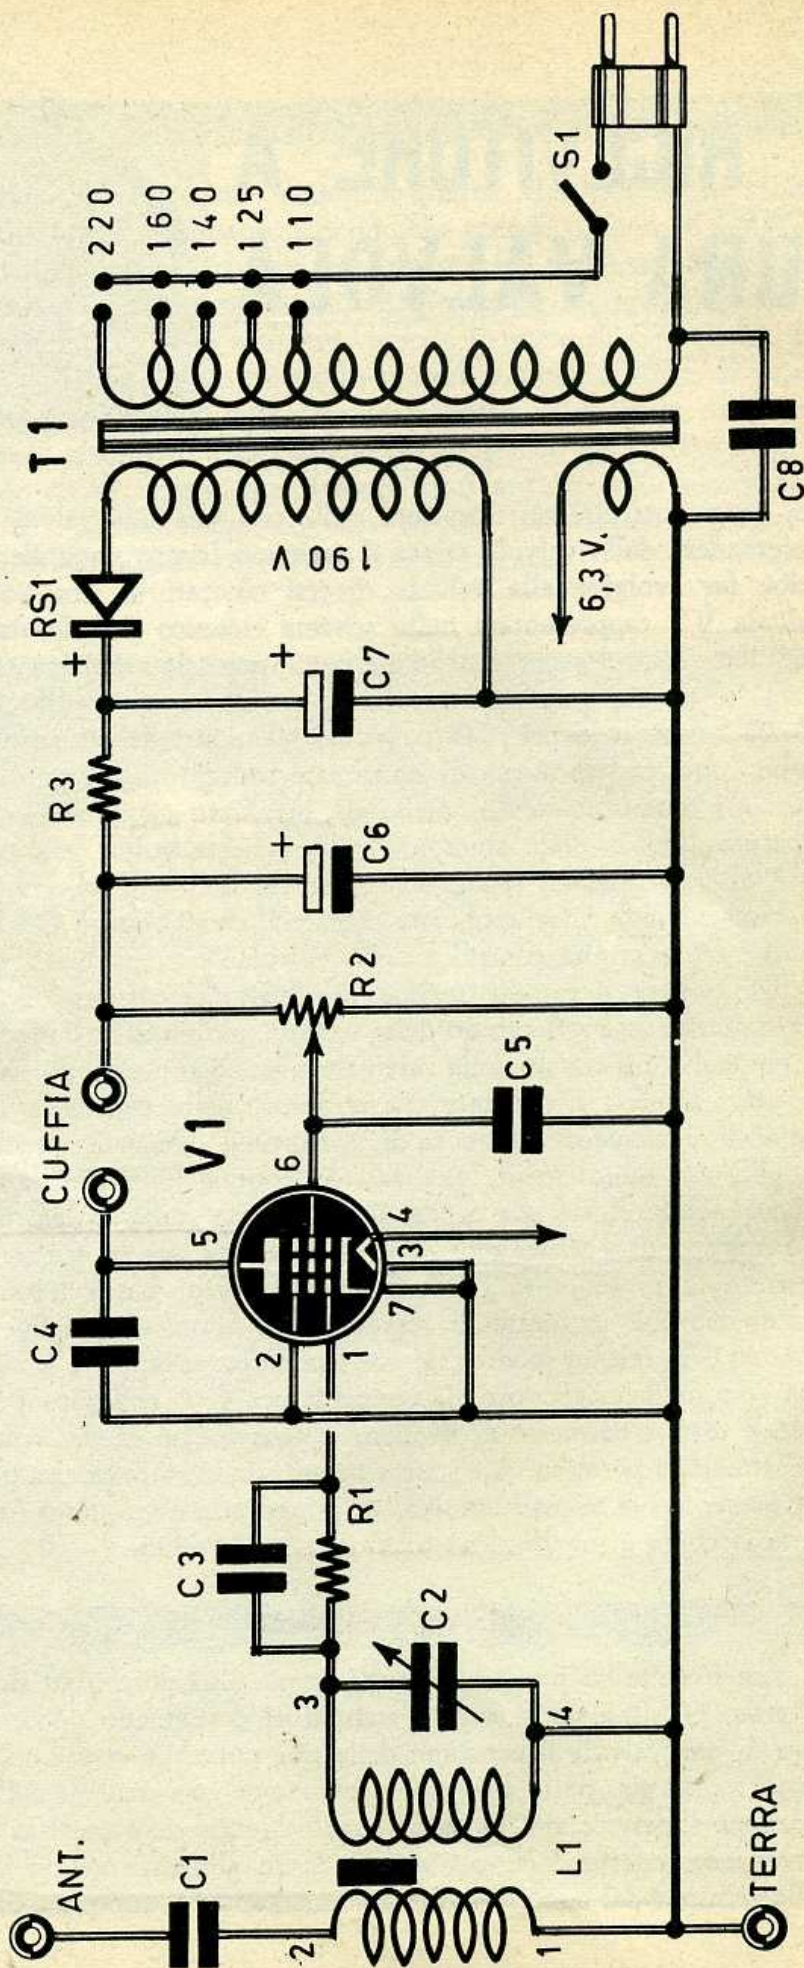 ANT.
C1
2
1
L1
TERRA
3
4
C2
C3
R1
C4
2
1
5
V1
6
7
3
4
CUFFIA
R2
C5
+
C6
R3
+
C7
+
RS1
T1
190 V
6,3 V.
C8
220
160
140
125
110
S1